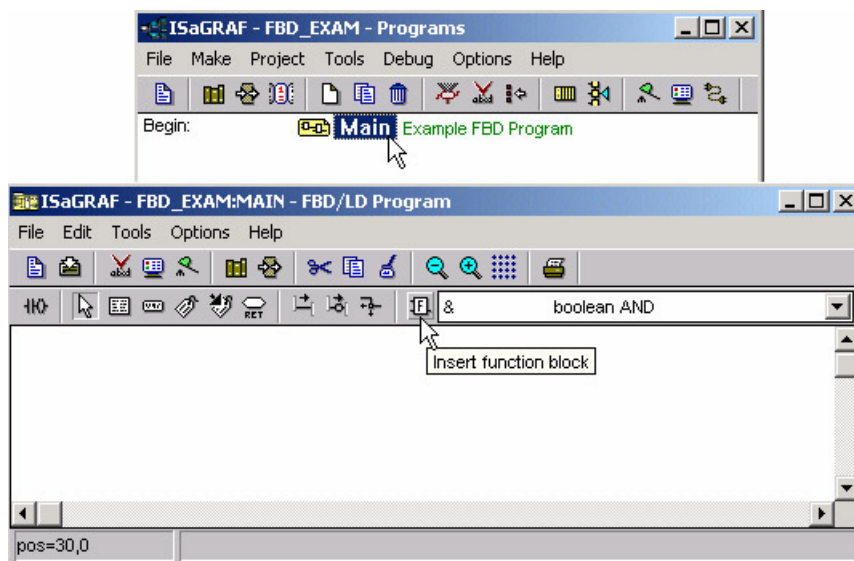 ISaGRAF - FBD_EXAM - Programs
File Make Project Tools Debug Options Help
Begin: Main Example FBD Program
ISaGRAF - FBD_EXAM:MAIN - FBD/LD Program
File Edit Tools Options Help
RET F & boolean AND
Insert function block
pos=30,0